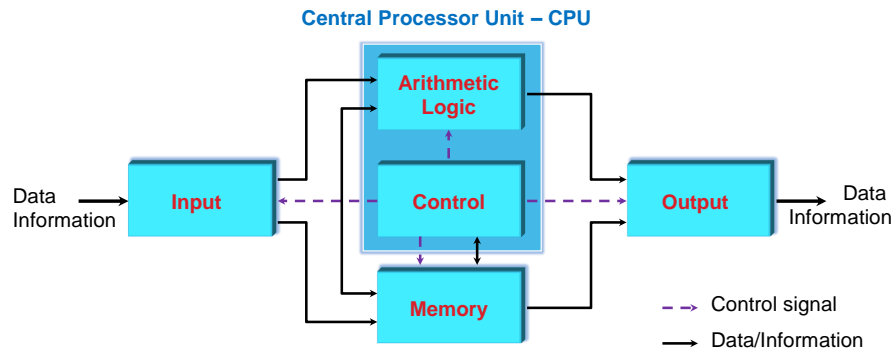 Central Processor Unit – CPU
Arithmetic
Logic
Data
Information
Input
Control
Output
Data
Information
Memory
Control signal
Data/Information